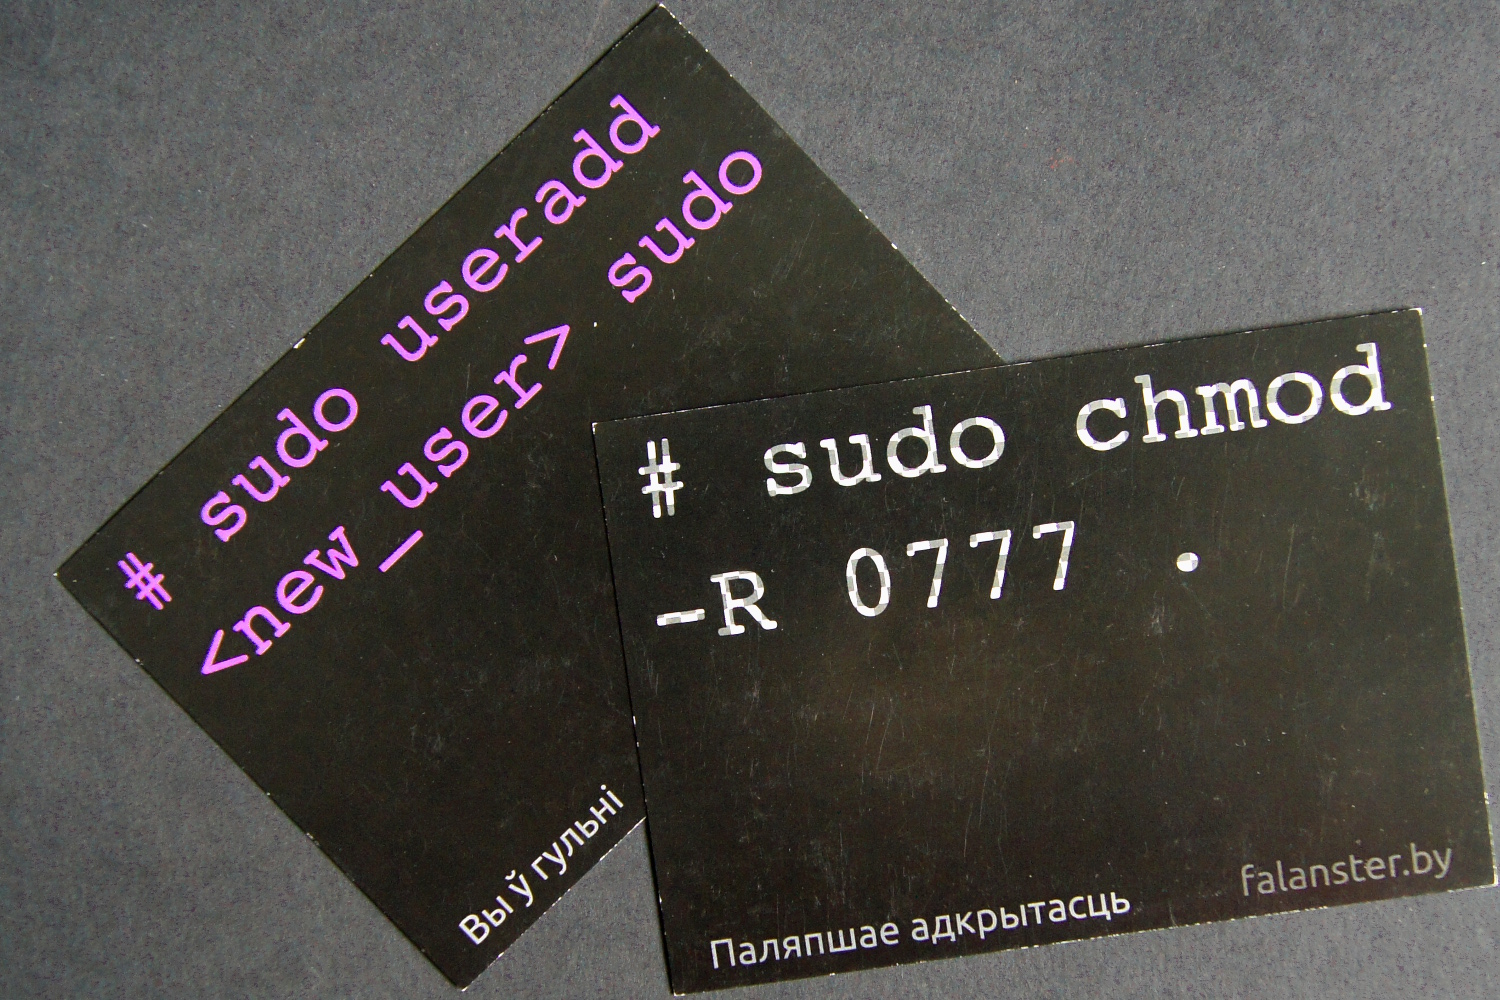 # sudo useradd
<new_user> sudo
Вы ў гульні
# sudo chmod
-R 0777 .
Паляпшае адкрытасць
falanster.by